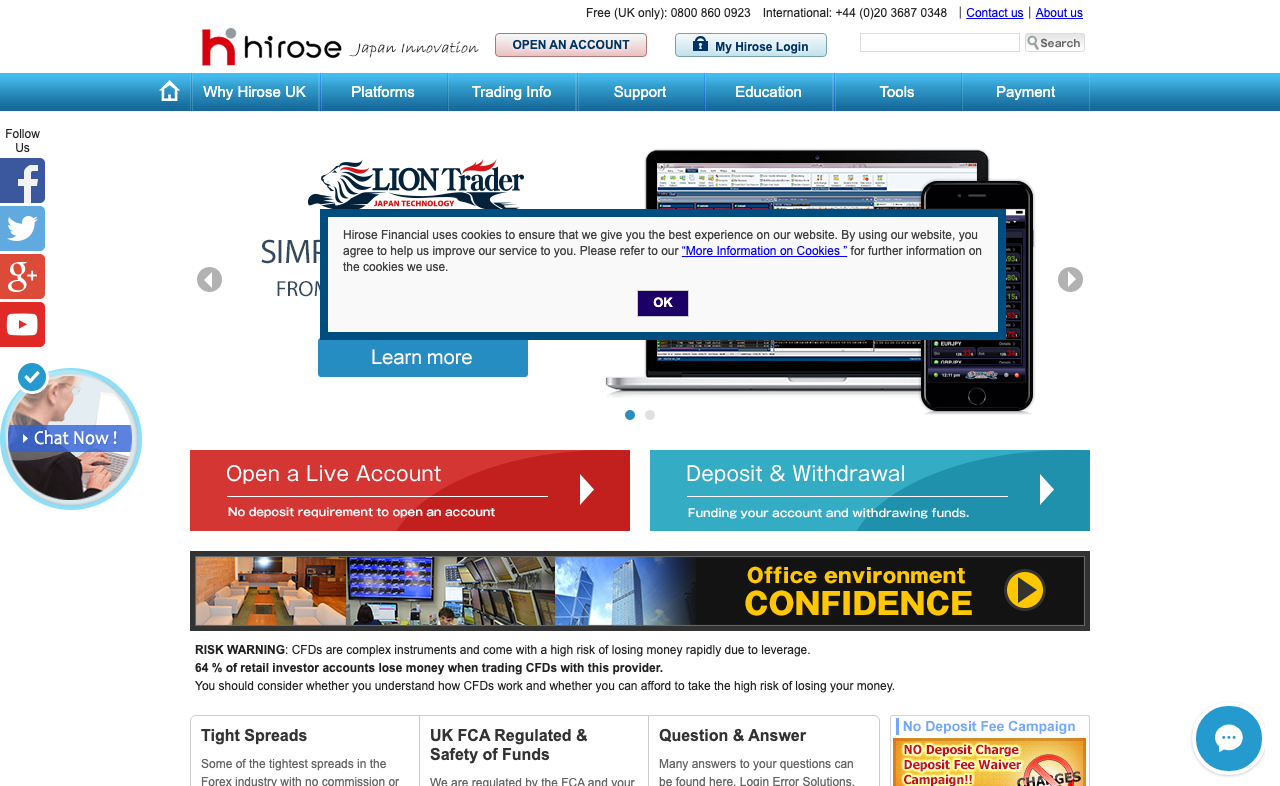 Free (UK only): 0800 860 0923 International: +44 (0)20 3687 0348 | Contact us | About us
hirose Japan Innovation
OPEN AN ACCOUNT
My Hirose Login
Search
Why Hirose UK
Platforms
Trading Info
Support
Education
Tools
Payment
Follow
Us
LION Trader
JAPAN TECHNOLOGY
FROM
Hirose Financial uses cookies to ensure that we give you the best experience on our website. By using our website, you
agree to help us improve our service to you. Please refer to our “More Information on Cookies ” for further information on
the cookies we use.
OK
EURJPY
Learn more
Chat Now !
Open a Live Account
No deposit requirement to open an account
Deposit & Withdrawal
Funding your account and withdrawing funds.
Office environment
CONFIDENCE
RISK WARNING: CFDs are complex instruments and come with a high risk of losing money rapidly due to leverage.
64 % of retail investor accounts lose money when trading CFDs with this provider.
You should consider whether you understand how CFDs work and whether you can afford to take the high risk of losing your money.
Tight Spreads
Some of the tightest spreads in the
Forex industry with no commission or
UK FCA Regulated &
Safety of Funds
We are regulated by the FCA and your
Question & Answer
Many answers to your questions can
be found here. Login Error Solutions,
No Deposit Fee Campaign
NO Deposit Charge
Deposit Fee Waiver
Campaign!!
CHARGES